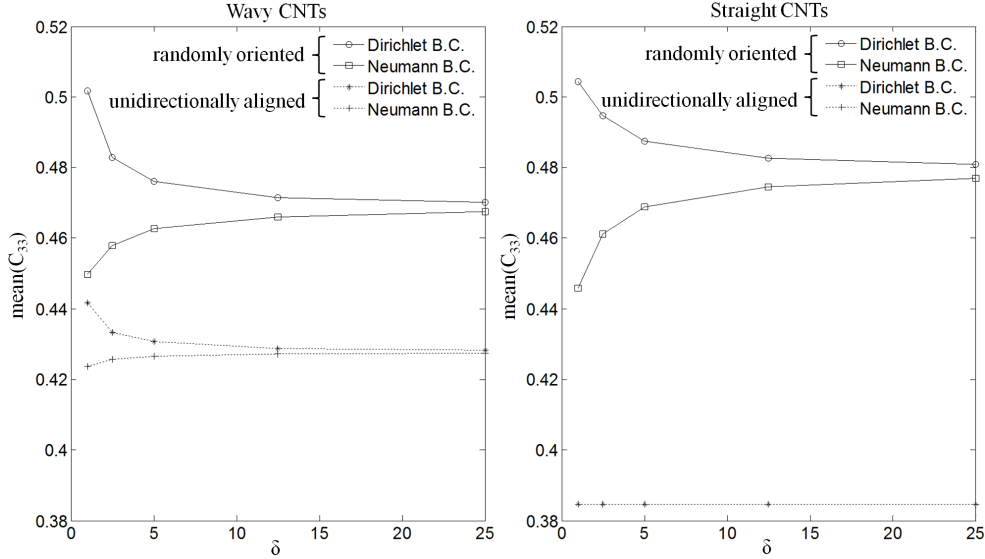 Wavy CNTs
0.52
0.5
0.48
0.46
0.44
0.42
0.4
0.38
mean(C33)
randomly oriented
Dirichlet B.C.
Neumann B.C.
unidirectionally aligned
Dirichlet B.C.
Neumann B.C.
0 5 10 15 20 25
δ
Straight CNTs
0.52
0.5
0.48
0.46
0.44
0.42
0.4
0.38
mean(C33)
randomly oriented
Dirichlet B.C.
Neumann B.C.
unidirectionally aligned
Dirichlet B.C.
Neumann B.C.
0 5 10 15 20 25
δ